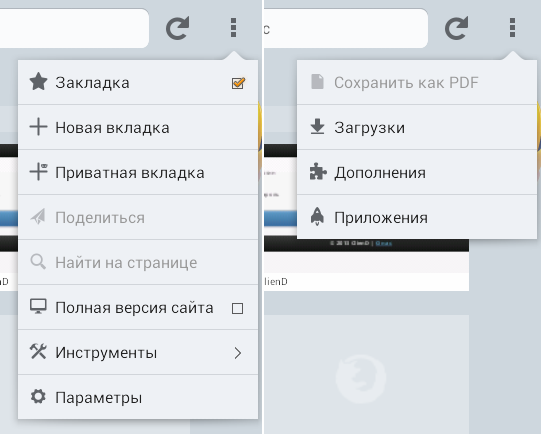 Закладка
Новая вкладка
Приватная вкладка
Поделиться
Найти на странице
Полная версия сайта
Инструменты
Параметры
Сохранить как PDF
Загрузки
Дополнения
Приложения
lienD